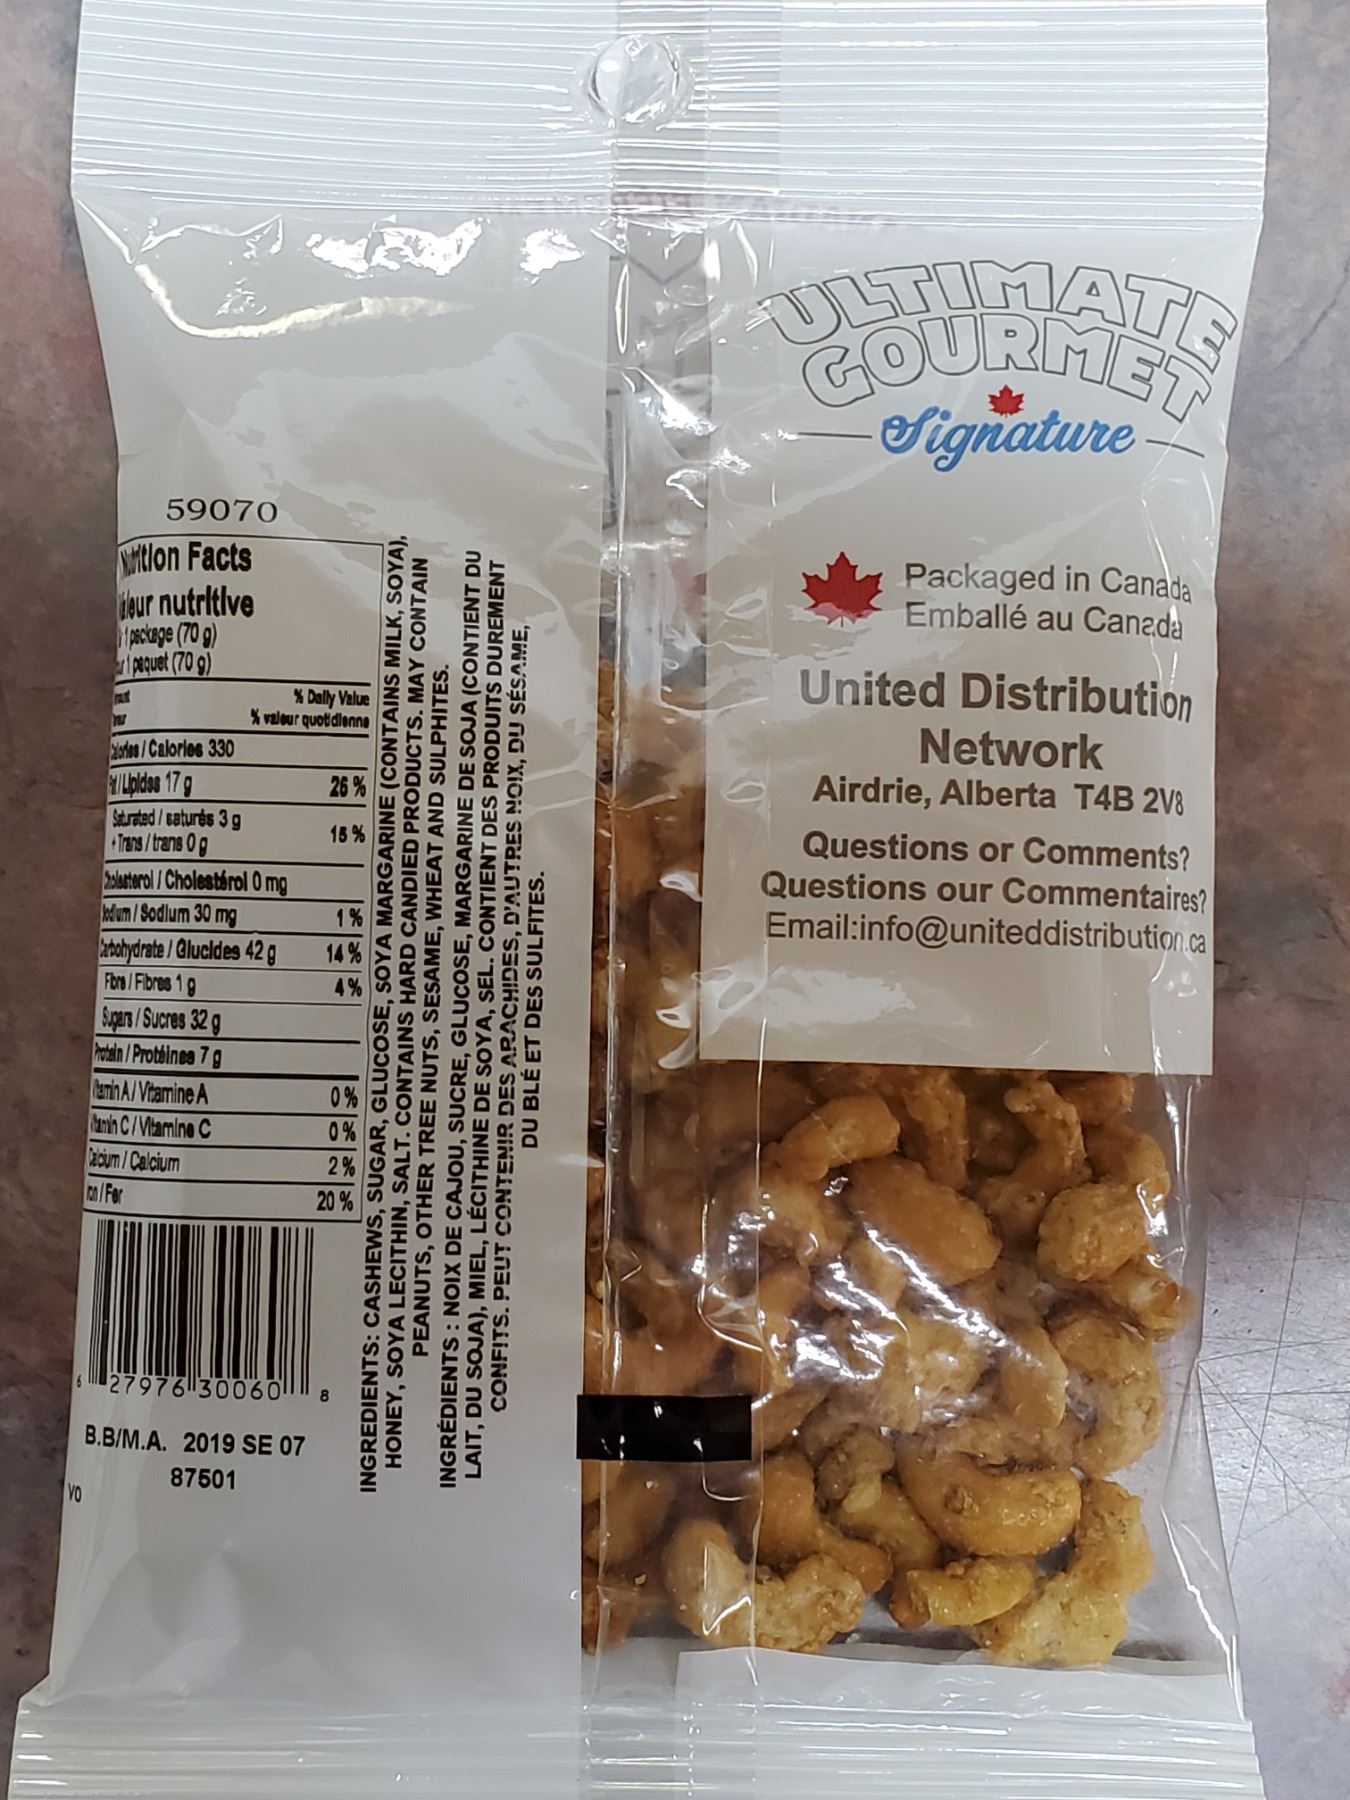 ULTIMATE
GOURMET
Signature
Packaged in Canada
Emballé au Canada
United Distribution
Network
Airdrie, Alberta T4B 2V8
Questions or Comments?
Questions our Commentaires?
Email:info@uniteddistribution.ca
59070
Nutrition Facts
Valeur nutritive
1 package (70 g)
1 paquet (70 g)
% Daily Value
% valeur quotidienne
Calories / Calories 330
Fat / Lipides 17 g 26 %
Saturated / saturés 3 g
+ Trans / trans 0 g 15 %
Cholesterol / Cholestérol 0 mg
Sodium / Sodium 30 mg 1 %
Carbohydrate / Glucides 42 g 14 %
Fibre / Fibres 1 g 4 %
Sugars / Sucres 32 g
Protein / Protéines 7 g
Vitamin A / Vitamine A 0 %
Vitamin C / Vitamine C 0 %
Calcium / Calcium 2 %
Iron / Fer 20 %
6 27976 30060 8
B.B/M.A. 2019 SE 07
87501
VO
INGREDIENTS: CASHEWS, SUGAR, GLUCOSE, SOYA MARGARINE (CONTAINS MILK, SOYA),
HONEY, SOYA LECITHIN, SALT. CONTAINS HARD CANDIED PRODUCTS. MAY CONTAIN
PEANUTS, OTHER TREE NUTS, SESAME, WHEAT AND SULPHITES.
INGRÉDIENTS : NOIX DE CAJOU, SUCRE, GLUCOSE, MARGARINE DE SOJA (CONTIENT DU
LAIT, DU SOJA), MIEL, LÉCITHINE DE SOYA, SEL. CONTIENT DES PRODUITS DUREMENT
CONFITS. PEUT CONTENIR DES ARACHIDES, D'AUTRES NOIX, DU SÉSAME,
DU BLÉ ET DES SULFITES.